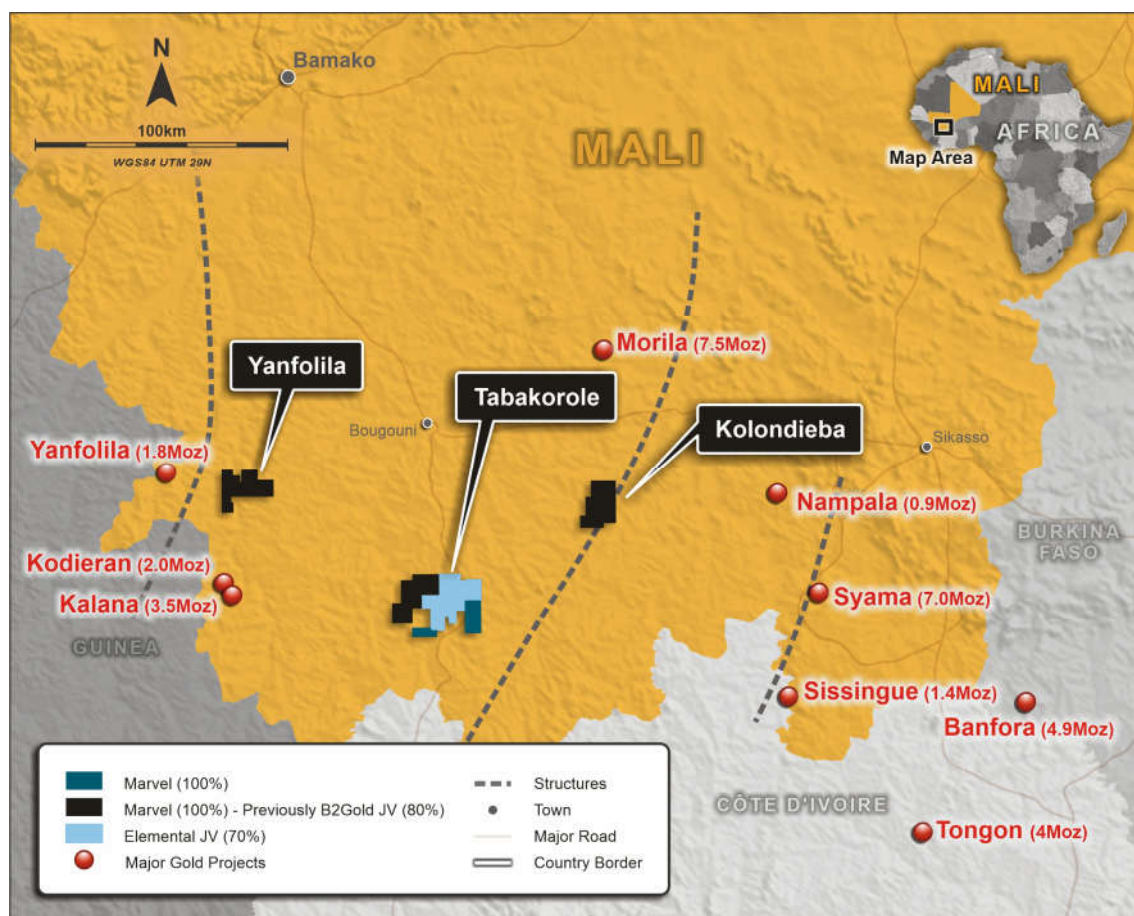 N
Bamako
100km
WGS84 UTM 29N
MALI
MALI
AFRICA
Map Area
Morila (7.5Moz)
Yanfolila
Tabakorole
Kolondieba
Bougouni
Sikasso
Yanfolila (1.8Moz)
Nampala (0.9Moz)
BURKINA
FASO
Kodieran (2.0Moz)
Kalana (3.5Moz)
Syama (7.0Moz)
GUINEA
Sissingue (1.4Moz)
Banfora (4.9Moz)
CÔTE D'IVOIRE
Tongon (4Moz)
Marvel (100%)
Marvel (100%) - Previously B2Gold JV (80%)
Elemental JV (70%)
Major Gold Projects
Structures
Town
Major Road
Country Border